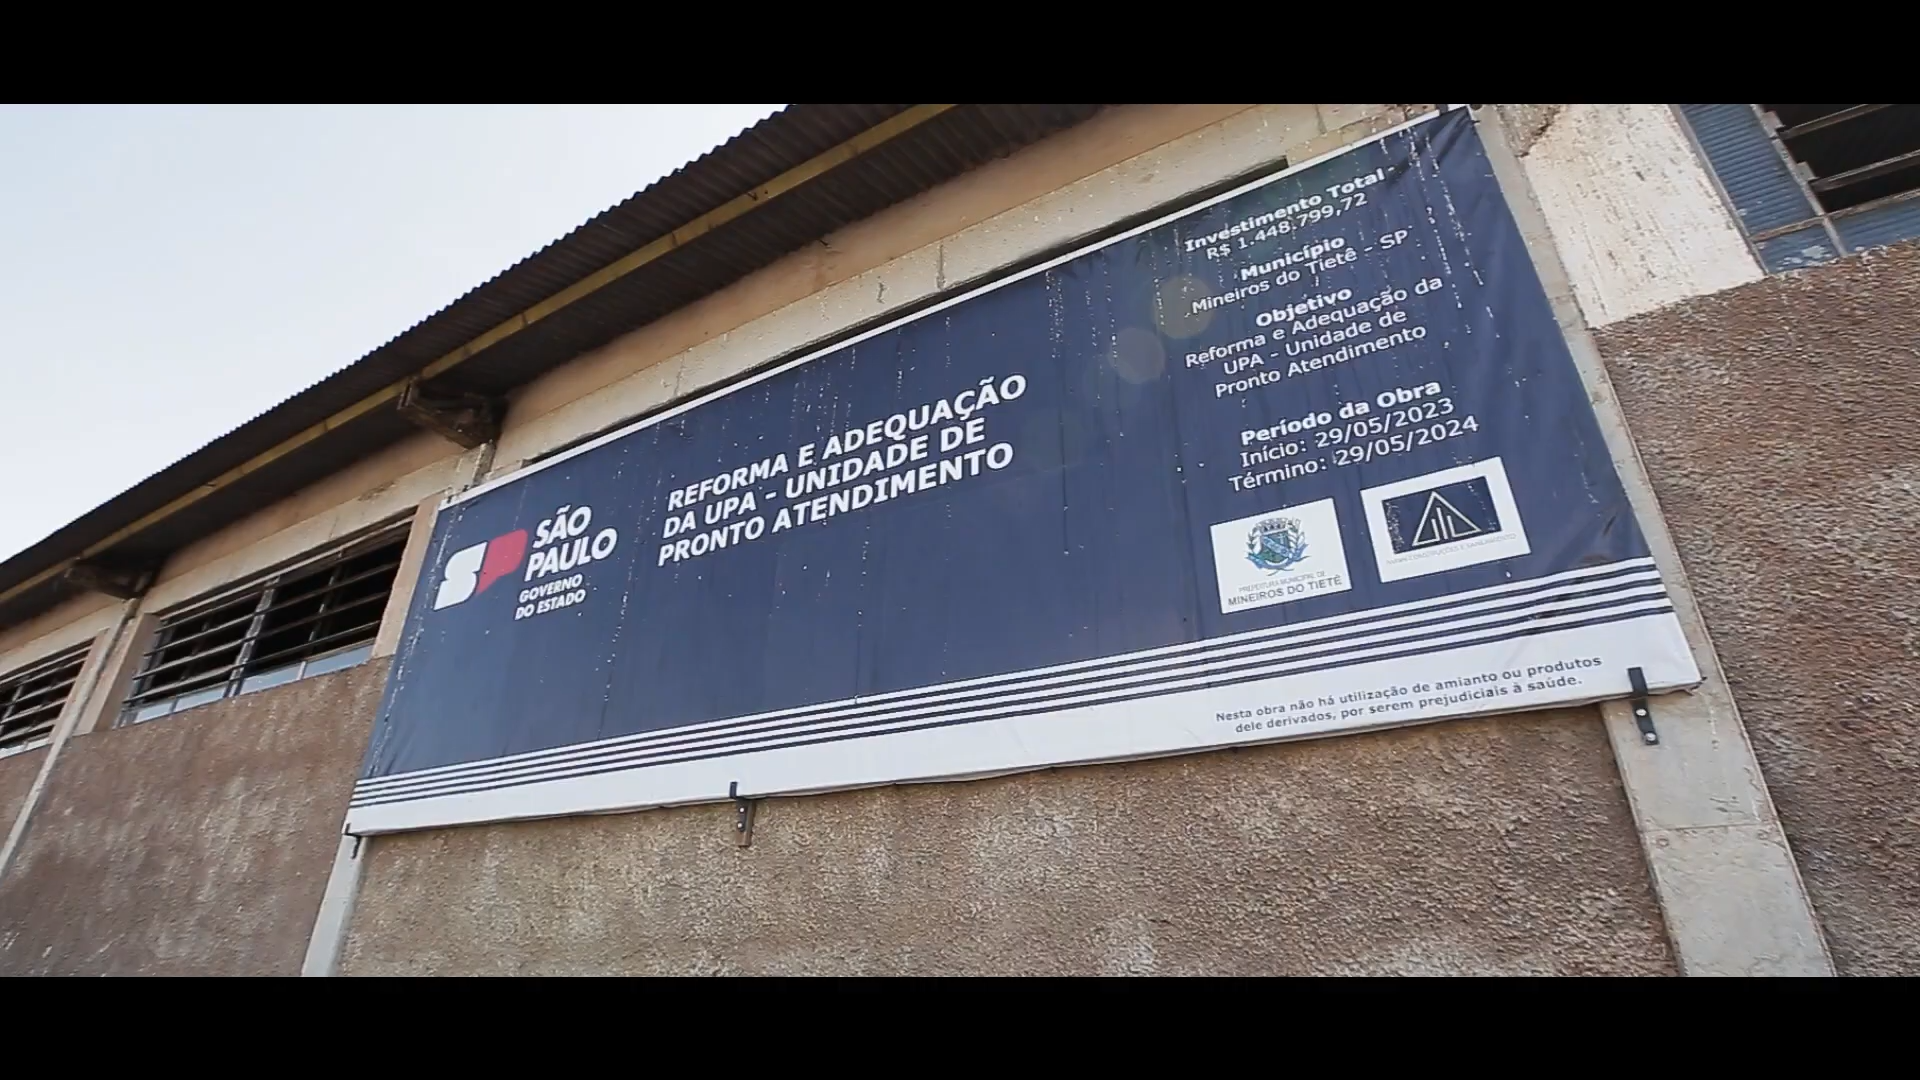 SP
SÃO
PAULO
GOVERNO
DO ESTADO
REFORMA E ADEQUAÇÃO
DA UPA - UNIDADE DE
PRONTO ATENDIMENTO
Investimento Total
R$ 1.448.799,72
Município
Mineiros do Tietê - SP
Objetivo
Reforma e Adequação da
UPA - Unidade de
Pronto Atendimento
Período da Obra
Início: 29/05/2023
Término: 29/05/2024
PREFEITURA MUNICIPAL DE
MINEIROS DO TIETÊ
CONSTRUÇÕES E SANEAMENTO
Nesta obra não há utilização de amianto ou produtos
dele derivados, por serem prejudiciais à saúde.